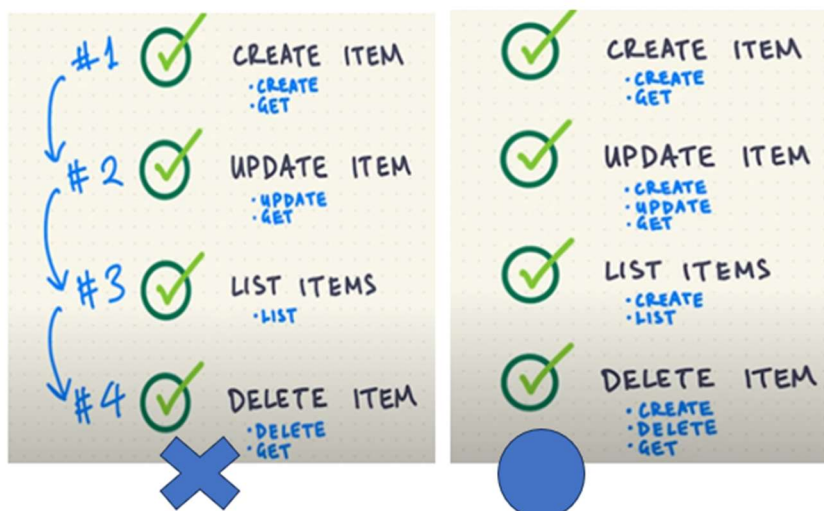 #1 CREATE ITEM
• CREATE
• GET
#2 UPDATE ITEM
• UPDATE
• GET
#3 LIST ITEMS
• LIST
#4 DELETE ITEM
• DELETE
• GET
CREATE ITEM
• CREATE
• GET
UPDATE ITEM
• CREATE
• UPDATE
• GET
LIST ITEMS
• CREATE
• LIST
DELETE ITEM
• CREATE
• DELETE
• GET